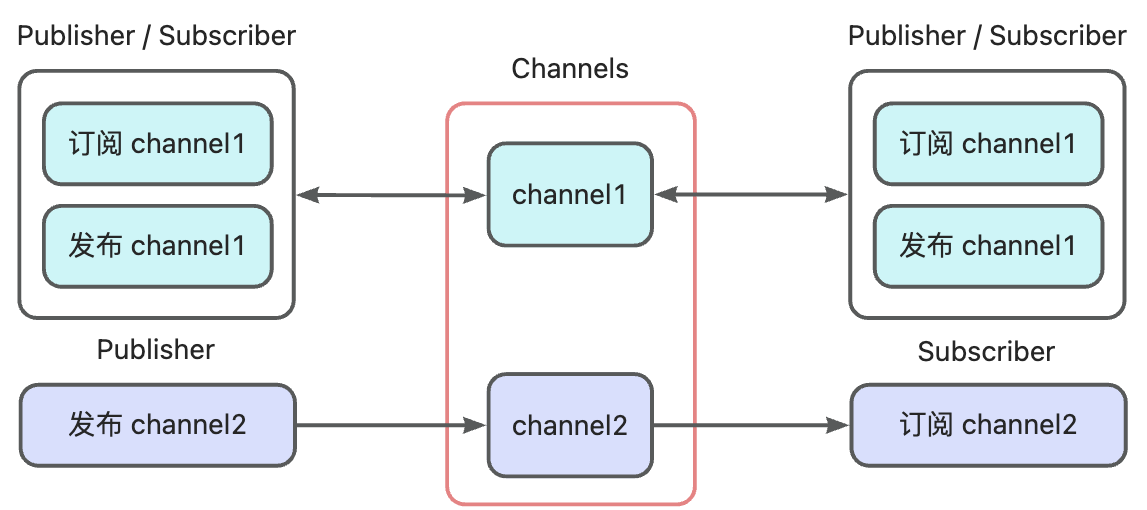 Publisher / Subscriber
订阅 channel1
发布 channel1
Channels
channel1
Publisher / Subscriber
订阅 channel1
发布 channel1
Publisher
发布 channel2
channel2
Subscriber
订阅 channel2